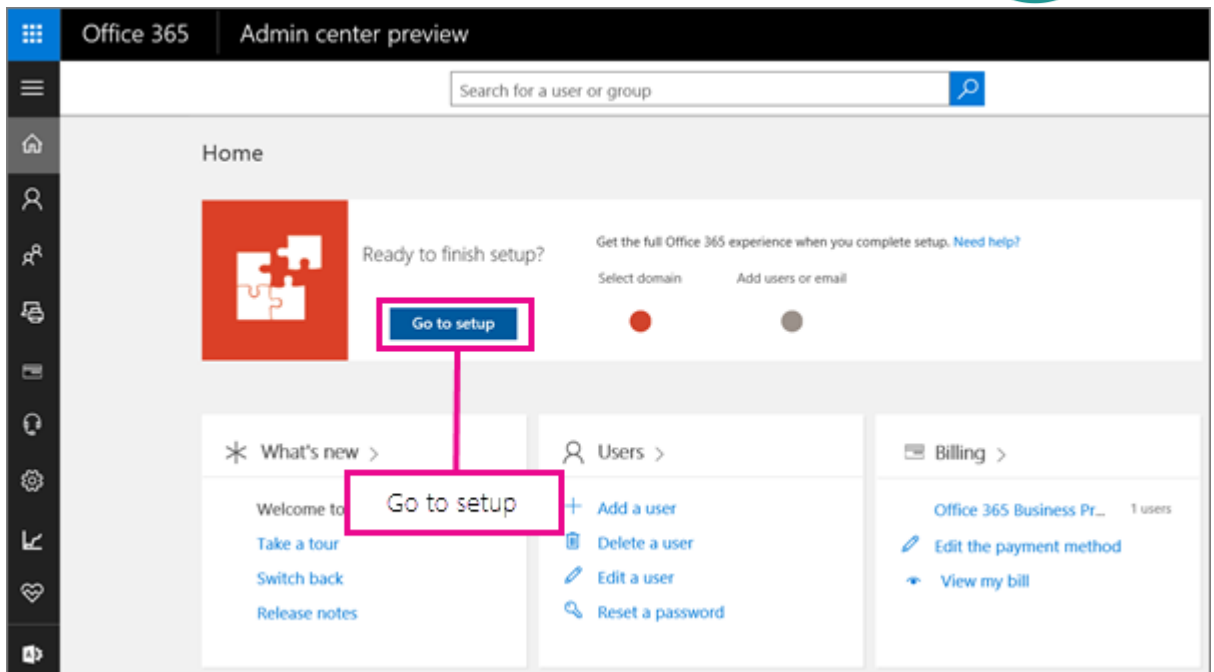 Office 365 Admin center preview
Search for a user or group
Home
Ready to finish setup?
Get the full Office 365 experience when you complete setup. Need help?
Select domain Add users or email
Go to setup
What's new >
Users >
Billing >
Go to setup
Welcome to
Take a tour
Switch back
Release notes
Add a user
Delete a user
Edit a user
Reset a password
Office 365 Business Pr... 1 users
Edit the payment method
View my bill